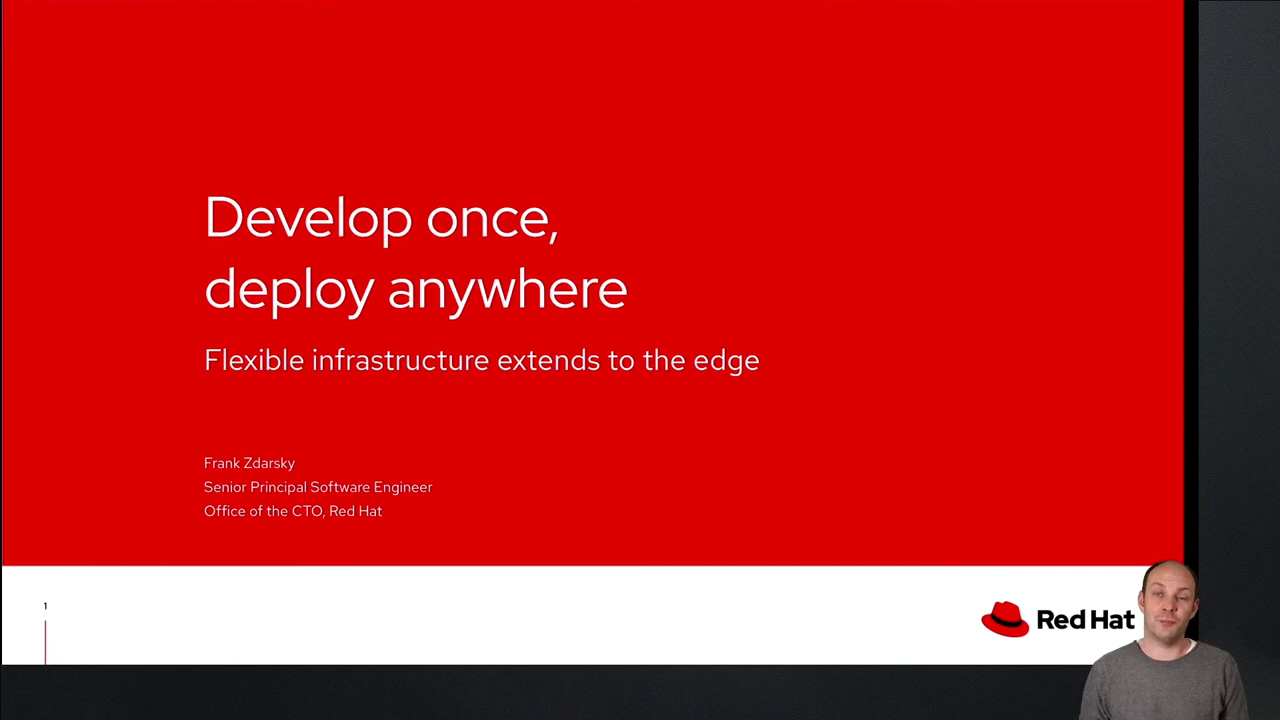 Develop once,
deploy anywhere
Flexible infrastructure extends to the edge
Frank Zdarsky
Senior Principal Software Engineer
Office of the CTO, Red Hat
1
Red Hat